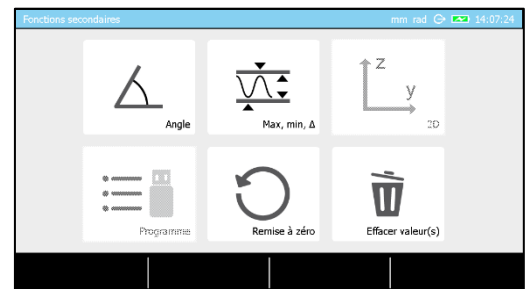 Fonctions secondaires
mm rad 14:07:24
Angle
Max, min, Δ
z
y
2D
Programme
Remise à zéro
Effacer valeur(s)